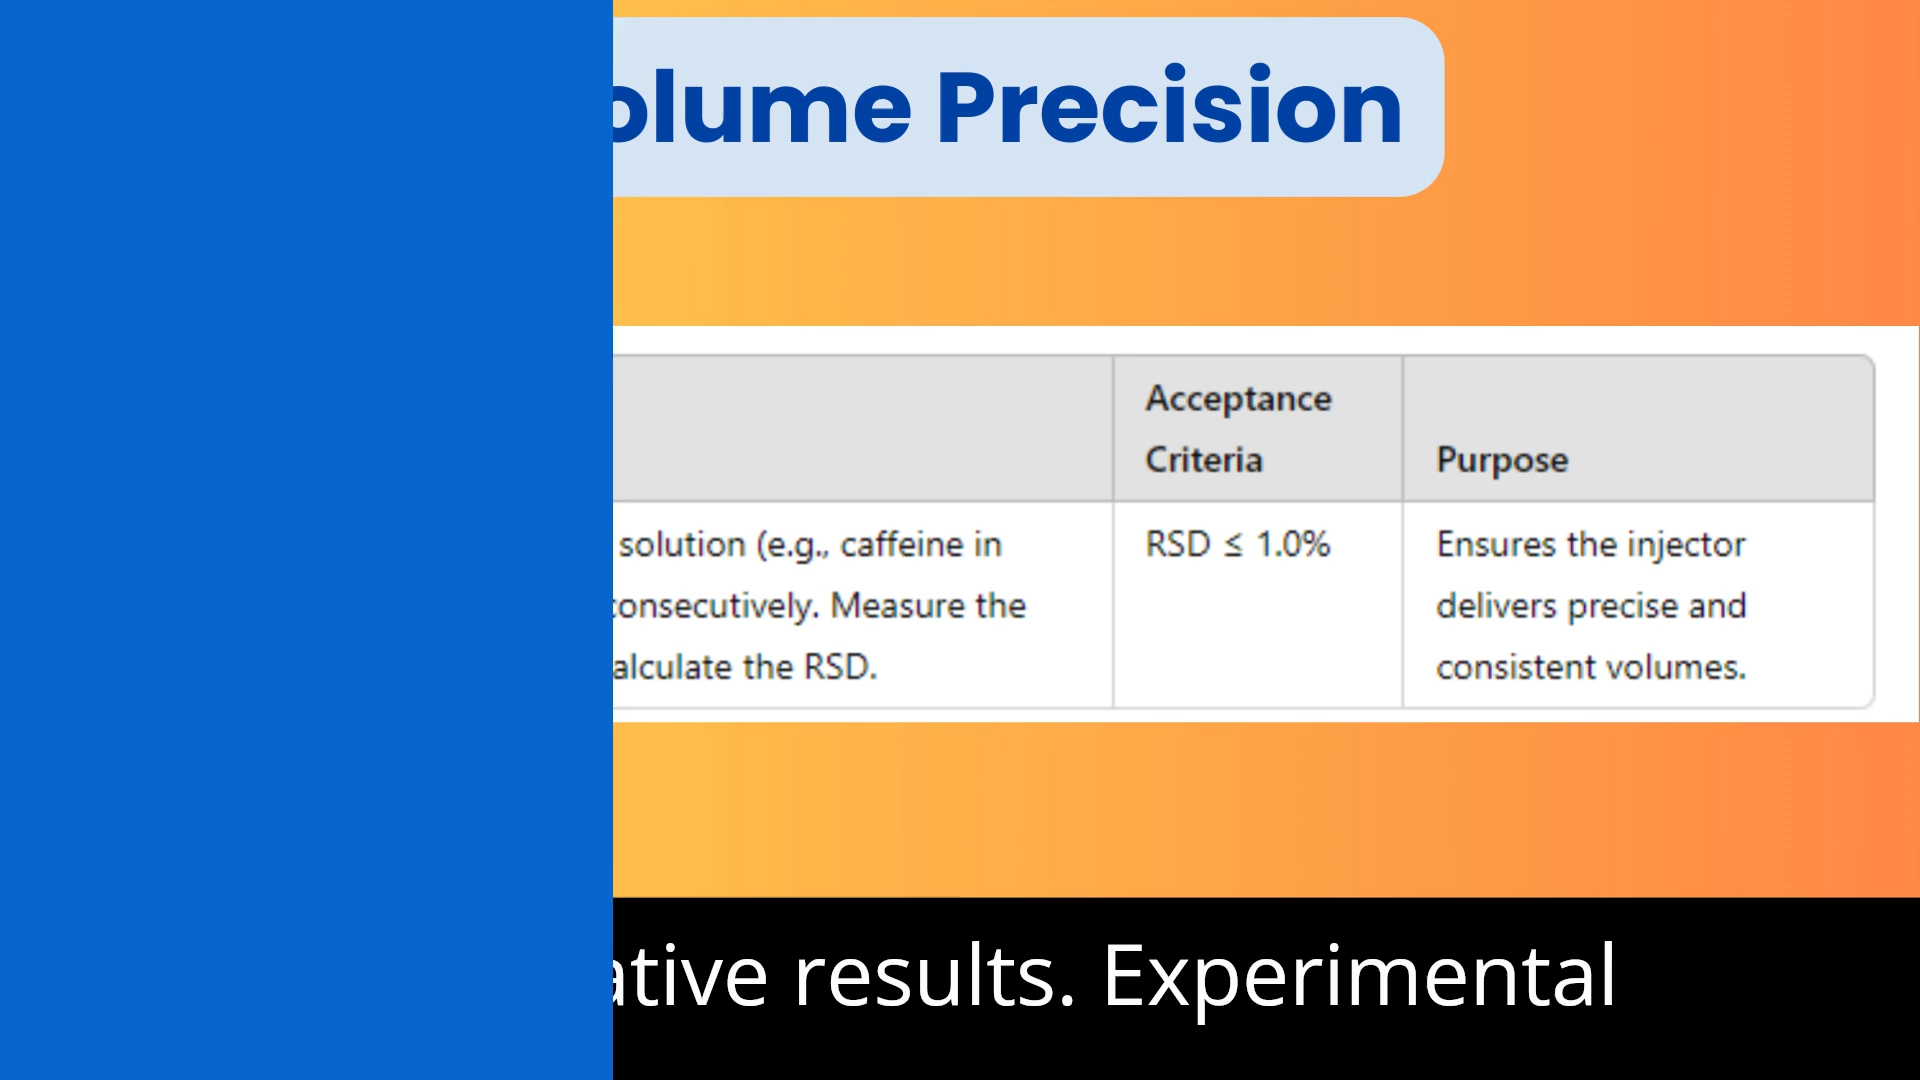 olume Precision
Acceptance
Criteria
Purpose
solution (e.g., caffeine in
consecutively. Measure the
alculate the RSD.
RSD ≤ 1.0%
Ensures the injector
delivers precise and
consistent volumes.
ative results. Experimental